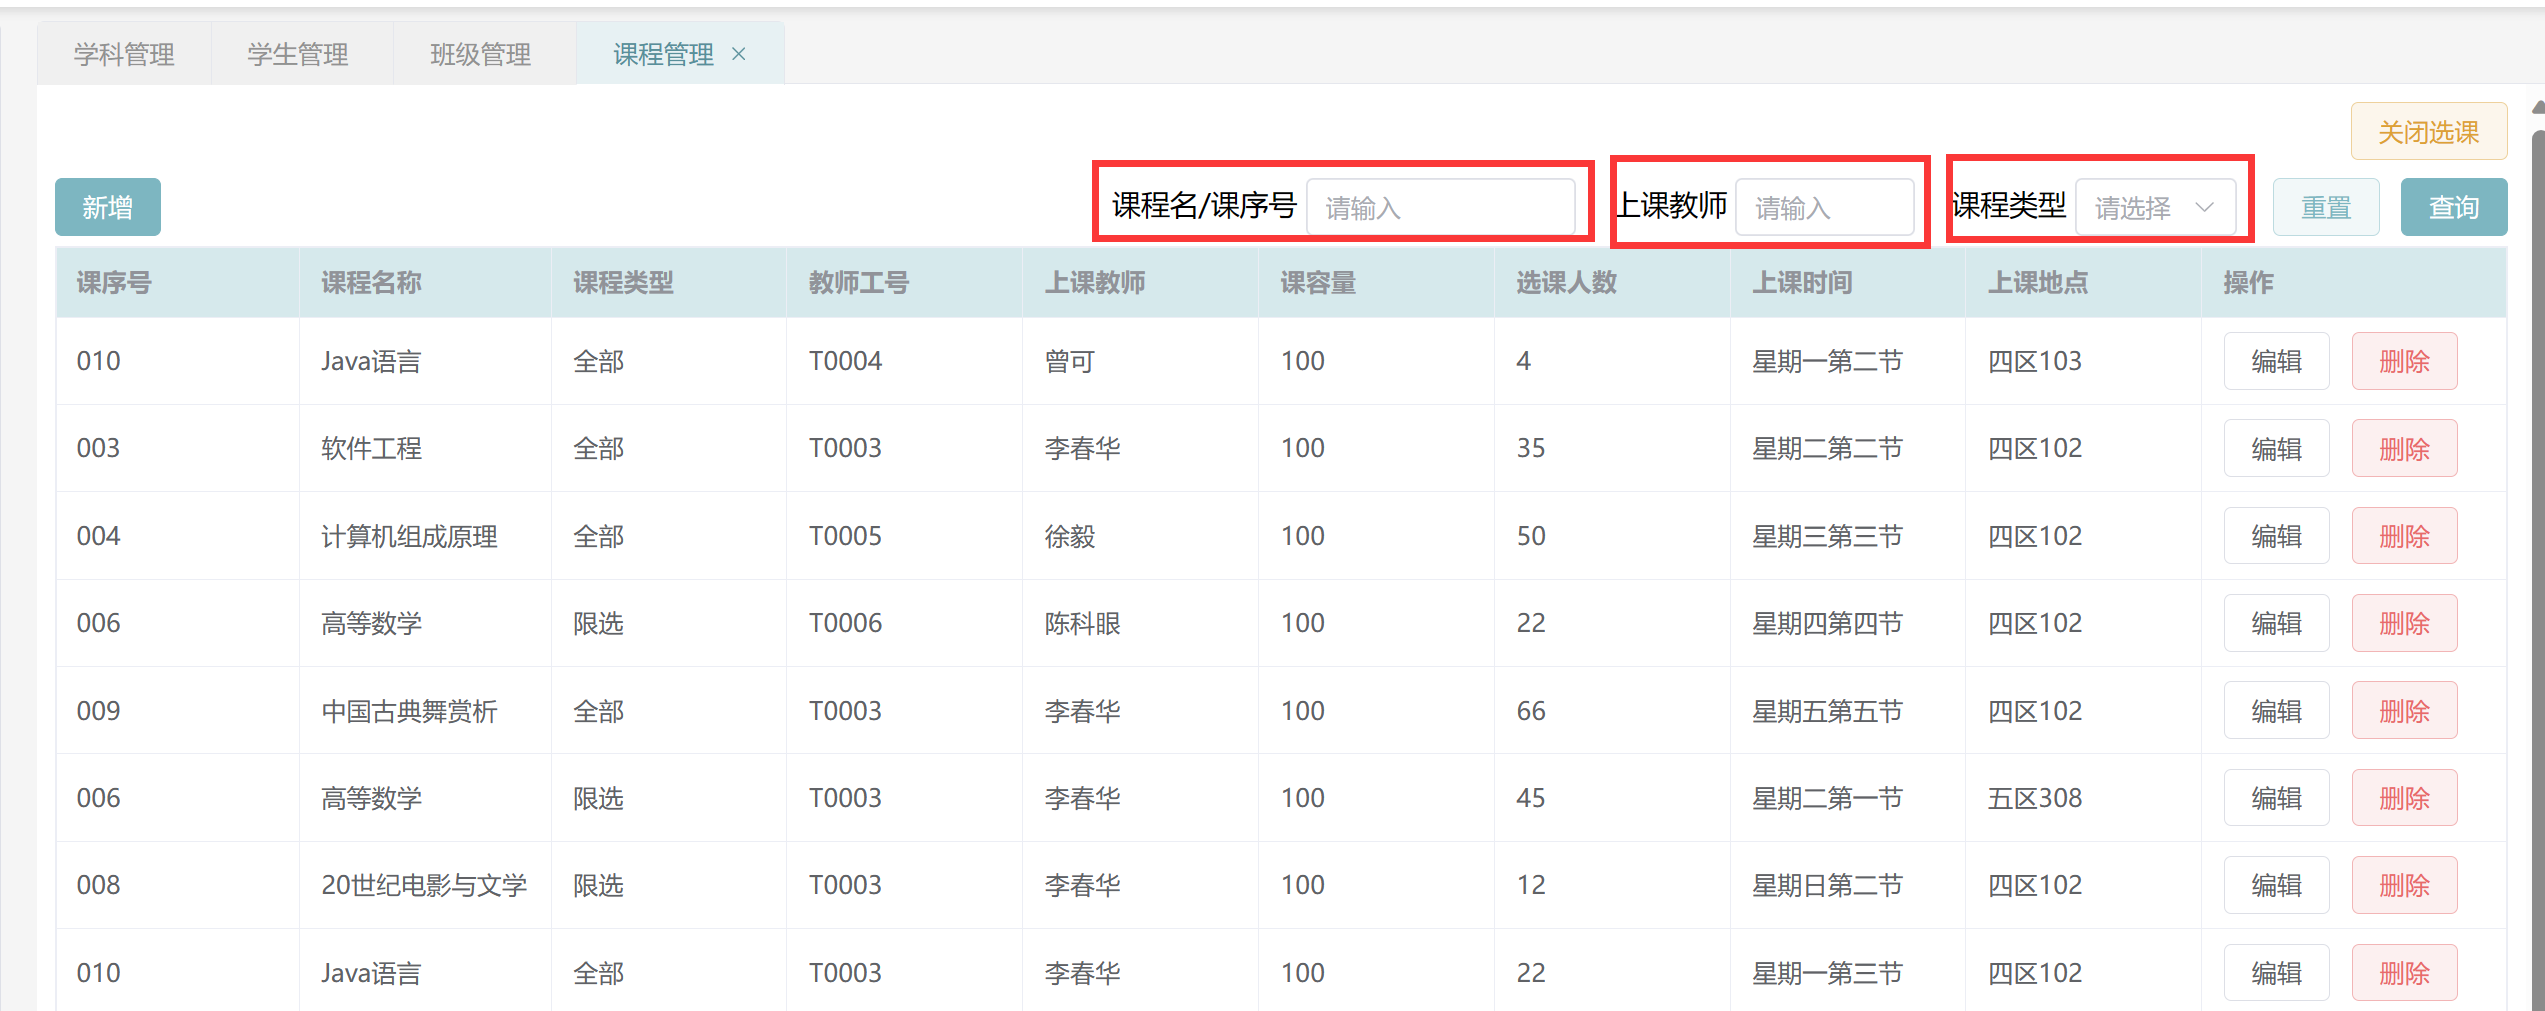 学科管理 学生管理 班级管理 课程管理 ×
关闭选课
新增 课程名/课序号 请输入 上课教师 请输入 课程类型 请选择 重置 查询
课序号 课程名称 课程类型 教师工号 上课教师 课容量 选课人数 上课时间 上课地点 操作
010 Java语言 全部 T0004 曾可 100 4 星期一第二节 四区103 编辑 删除
003 软件工程 全部 T0003 李春华 100 35 星期二第二节 四区102 编辑 删除
004 计算机组成原理 全部 T0005 徐毅 100 50 星期三第三节 四区102 编辑 删除
006 高等数学 限选 T0006 陈科眼 100 22 星期四第四节 四区102 编辑 删除
009 中国古典舞赏析 全部 T0003 李春华 100 66 星期五第五节 四区102 编辑 删除
006 高等数学 限选 T0003 李春华 100 45 星期二第一节 五区308 编辑 删除
008 20世纪电影与文学 限选 T0003 李春华 100 12 星期日第二节 四区102 编辑 删除
010 Java语言 全部 T0003 李春华 100 22 星期一第三节 四区102 编辑 删除